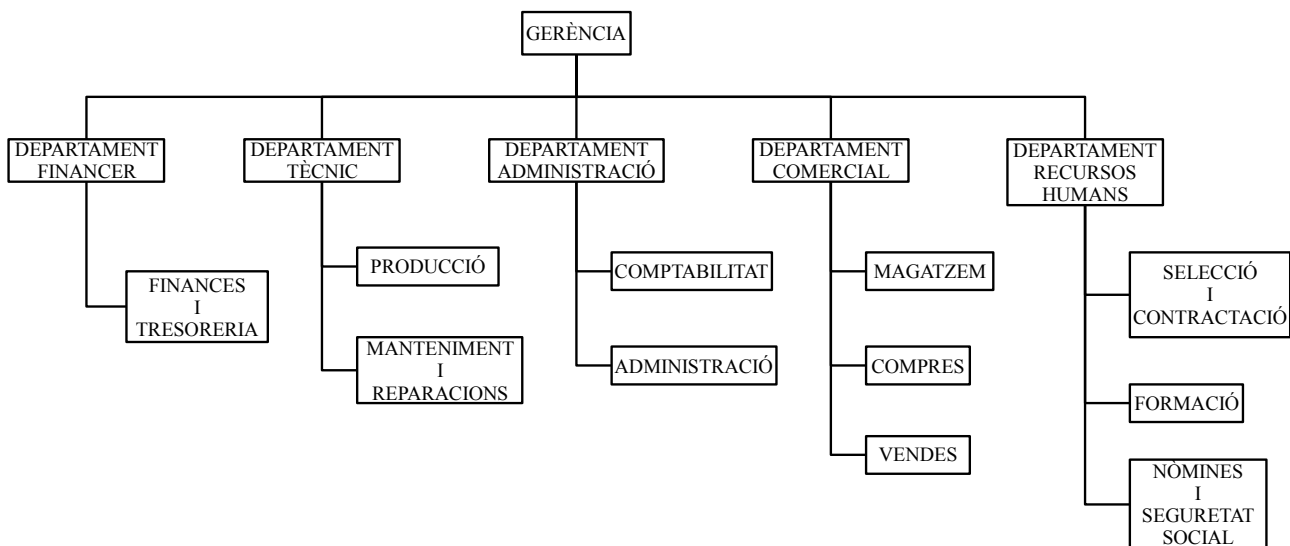 GERÈNCIA
DEPARTAMENT
FINANCER
DEPARTAMENT
TÈCNIC
DEPARTAMENT
ADMINISTRACIÓ
DEPARTAMENT
COMERCIAL
DEPARTAMENT
RECURSOS
HUMANS
FINANCES
I
TRESORERIA
PRODUCCIÓ
MANTENIMENT
I
REPARACIONS
COMPTABILITAT
ADMINISTRACIÓ
MAGATZEM
COMPRES
VENDES
SELECCIÓ
I
CONTRACTACIÓ
FORMACIÓ
NÒMINES
I
SEGURETAT
SOCIAL